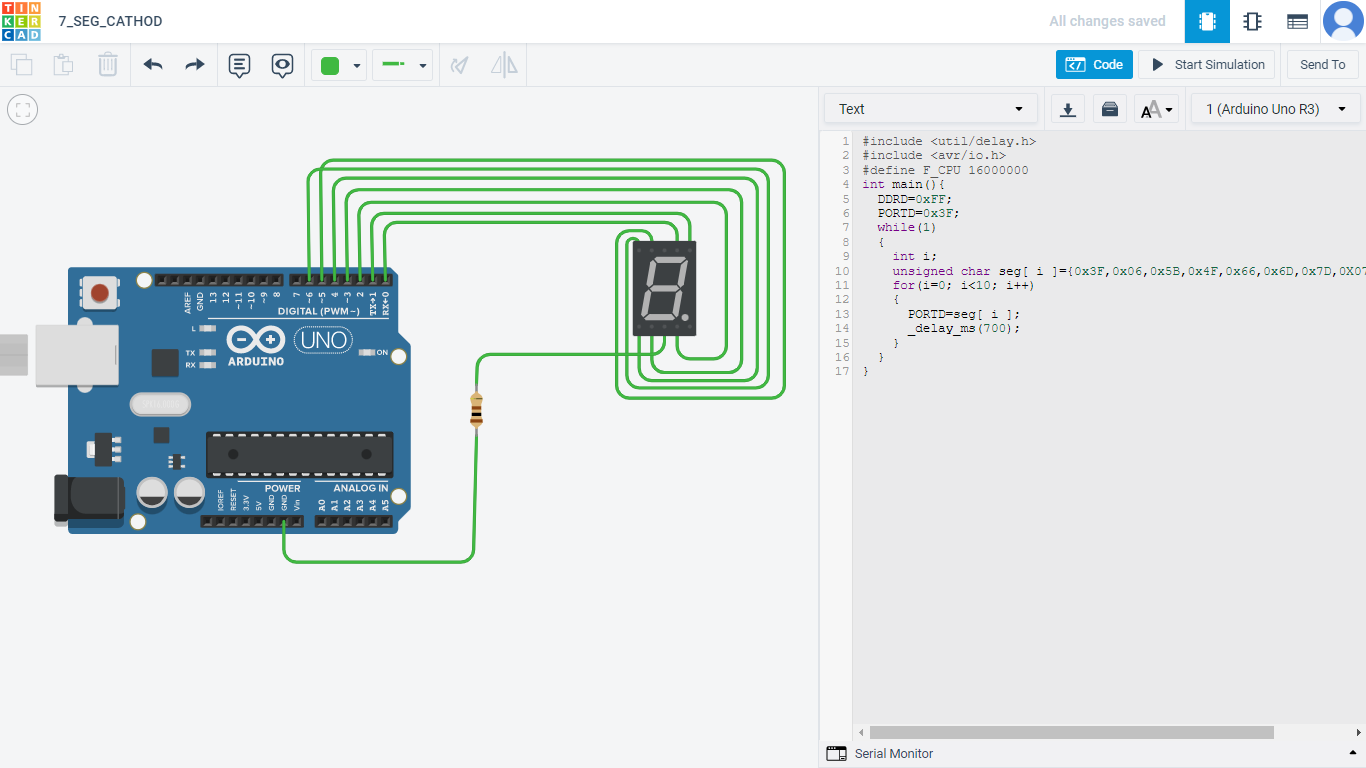 TIN
KER
CAD
7_SEG_CATHOD
All changes saved
Code
Start Simulation
Send To
Text
1 (Arduino Uno R3)
1 #include <util/delay.h>
2 #include <avr/io.h>
3 #define F_CPU 16000000
4 int main(){
5 DDRD=0xFF;
6 PORTD=0x3F;
7 while(1)
8 {
9 int i;
10 unsigned char seg[ i ]={0x3F,0x06,0x5B,0x4F,0x66,0x6D,0x7D,0X07
11 for(i=0; i<10; i++)
12 {
13 PORTD=seg[ i ];
14 _delay_ms(700);
15 }
16 }
17 }
Serial Monitor
AREF
GND
13
12
~11
~10
~9
8
7
~6
~5
4
~3
2
TX→1
RX←0
DIGITAL (PWM~)
L
TX
RX
ARDUINO
UNO
ON
POWER
ANALOG IN
IOREF
RESET
3.3V
5V
GND
GND
Vin
A0
A1
A2
A3
A4
A5